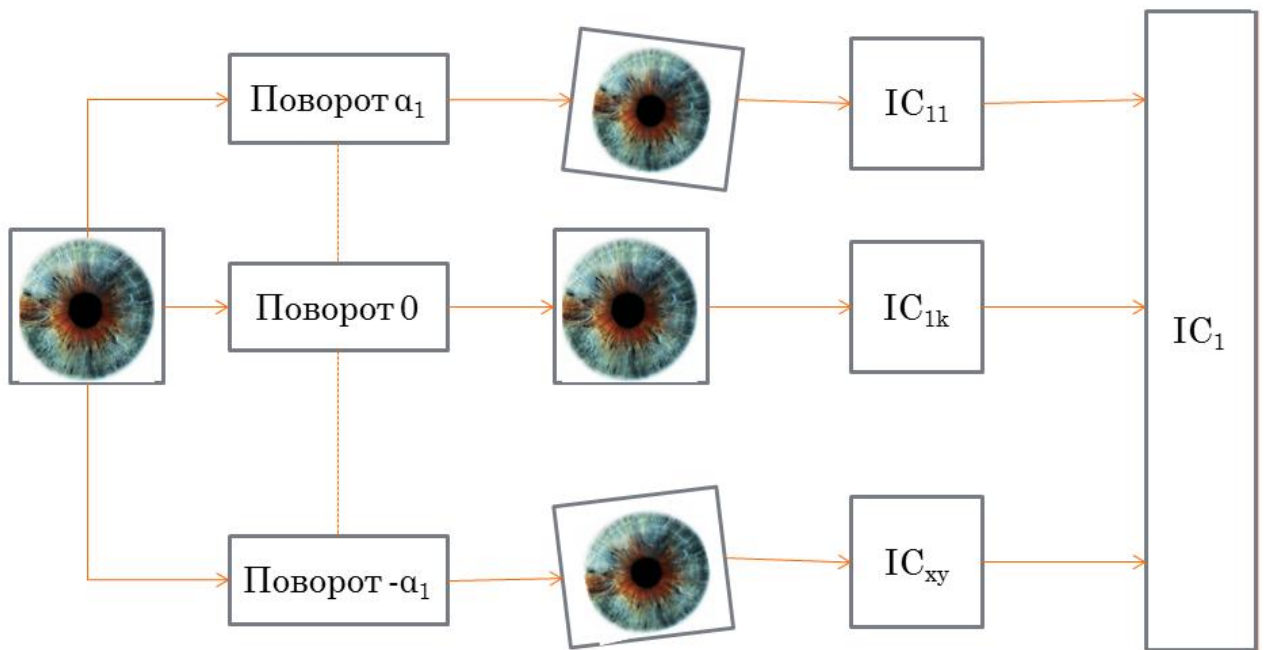 Поворот α₁
IC₁₁
Поворот 0
IC₁ₖ
IC₁
Поворот -α₁
ICxy